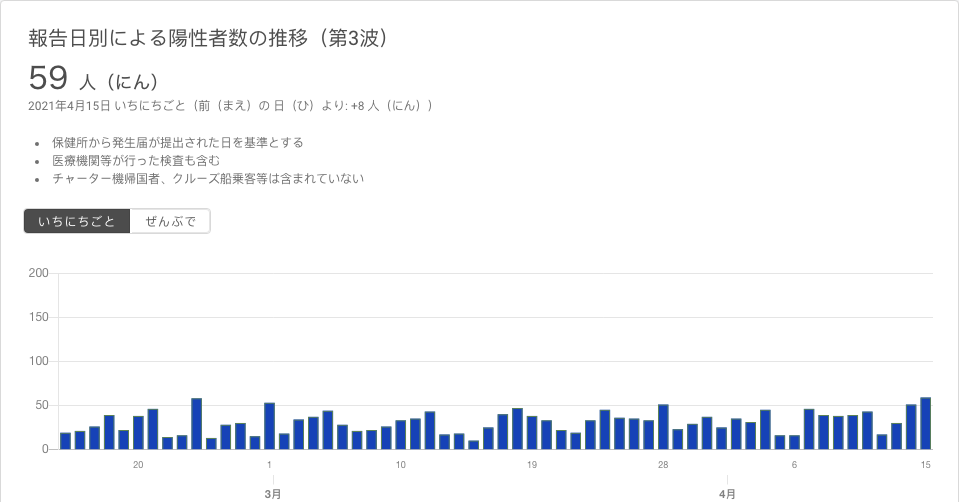 報告日別による陽性者数の推移（第3波）
59 人（にん）
2021年4月15日 いちにちごと（前（まえ）の 日（ひ）より: +8 人（にん））
• 保健所から発生届が提出された日を基準とする
• 医療機関等が行った検査も含む
• チャーター機帰国者、クルーズ船乗客等は含まれていない
いちにちごと ぜんぶで
200
150
100
50
0
20 1 10 19 28 6 15
3月 4月